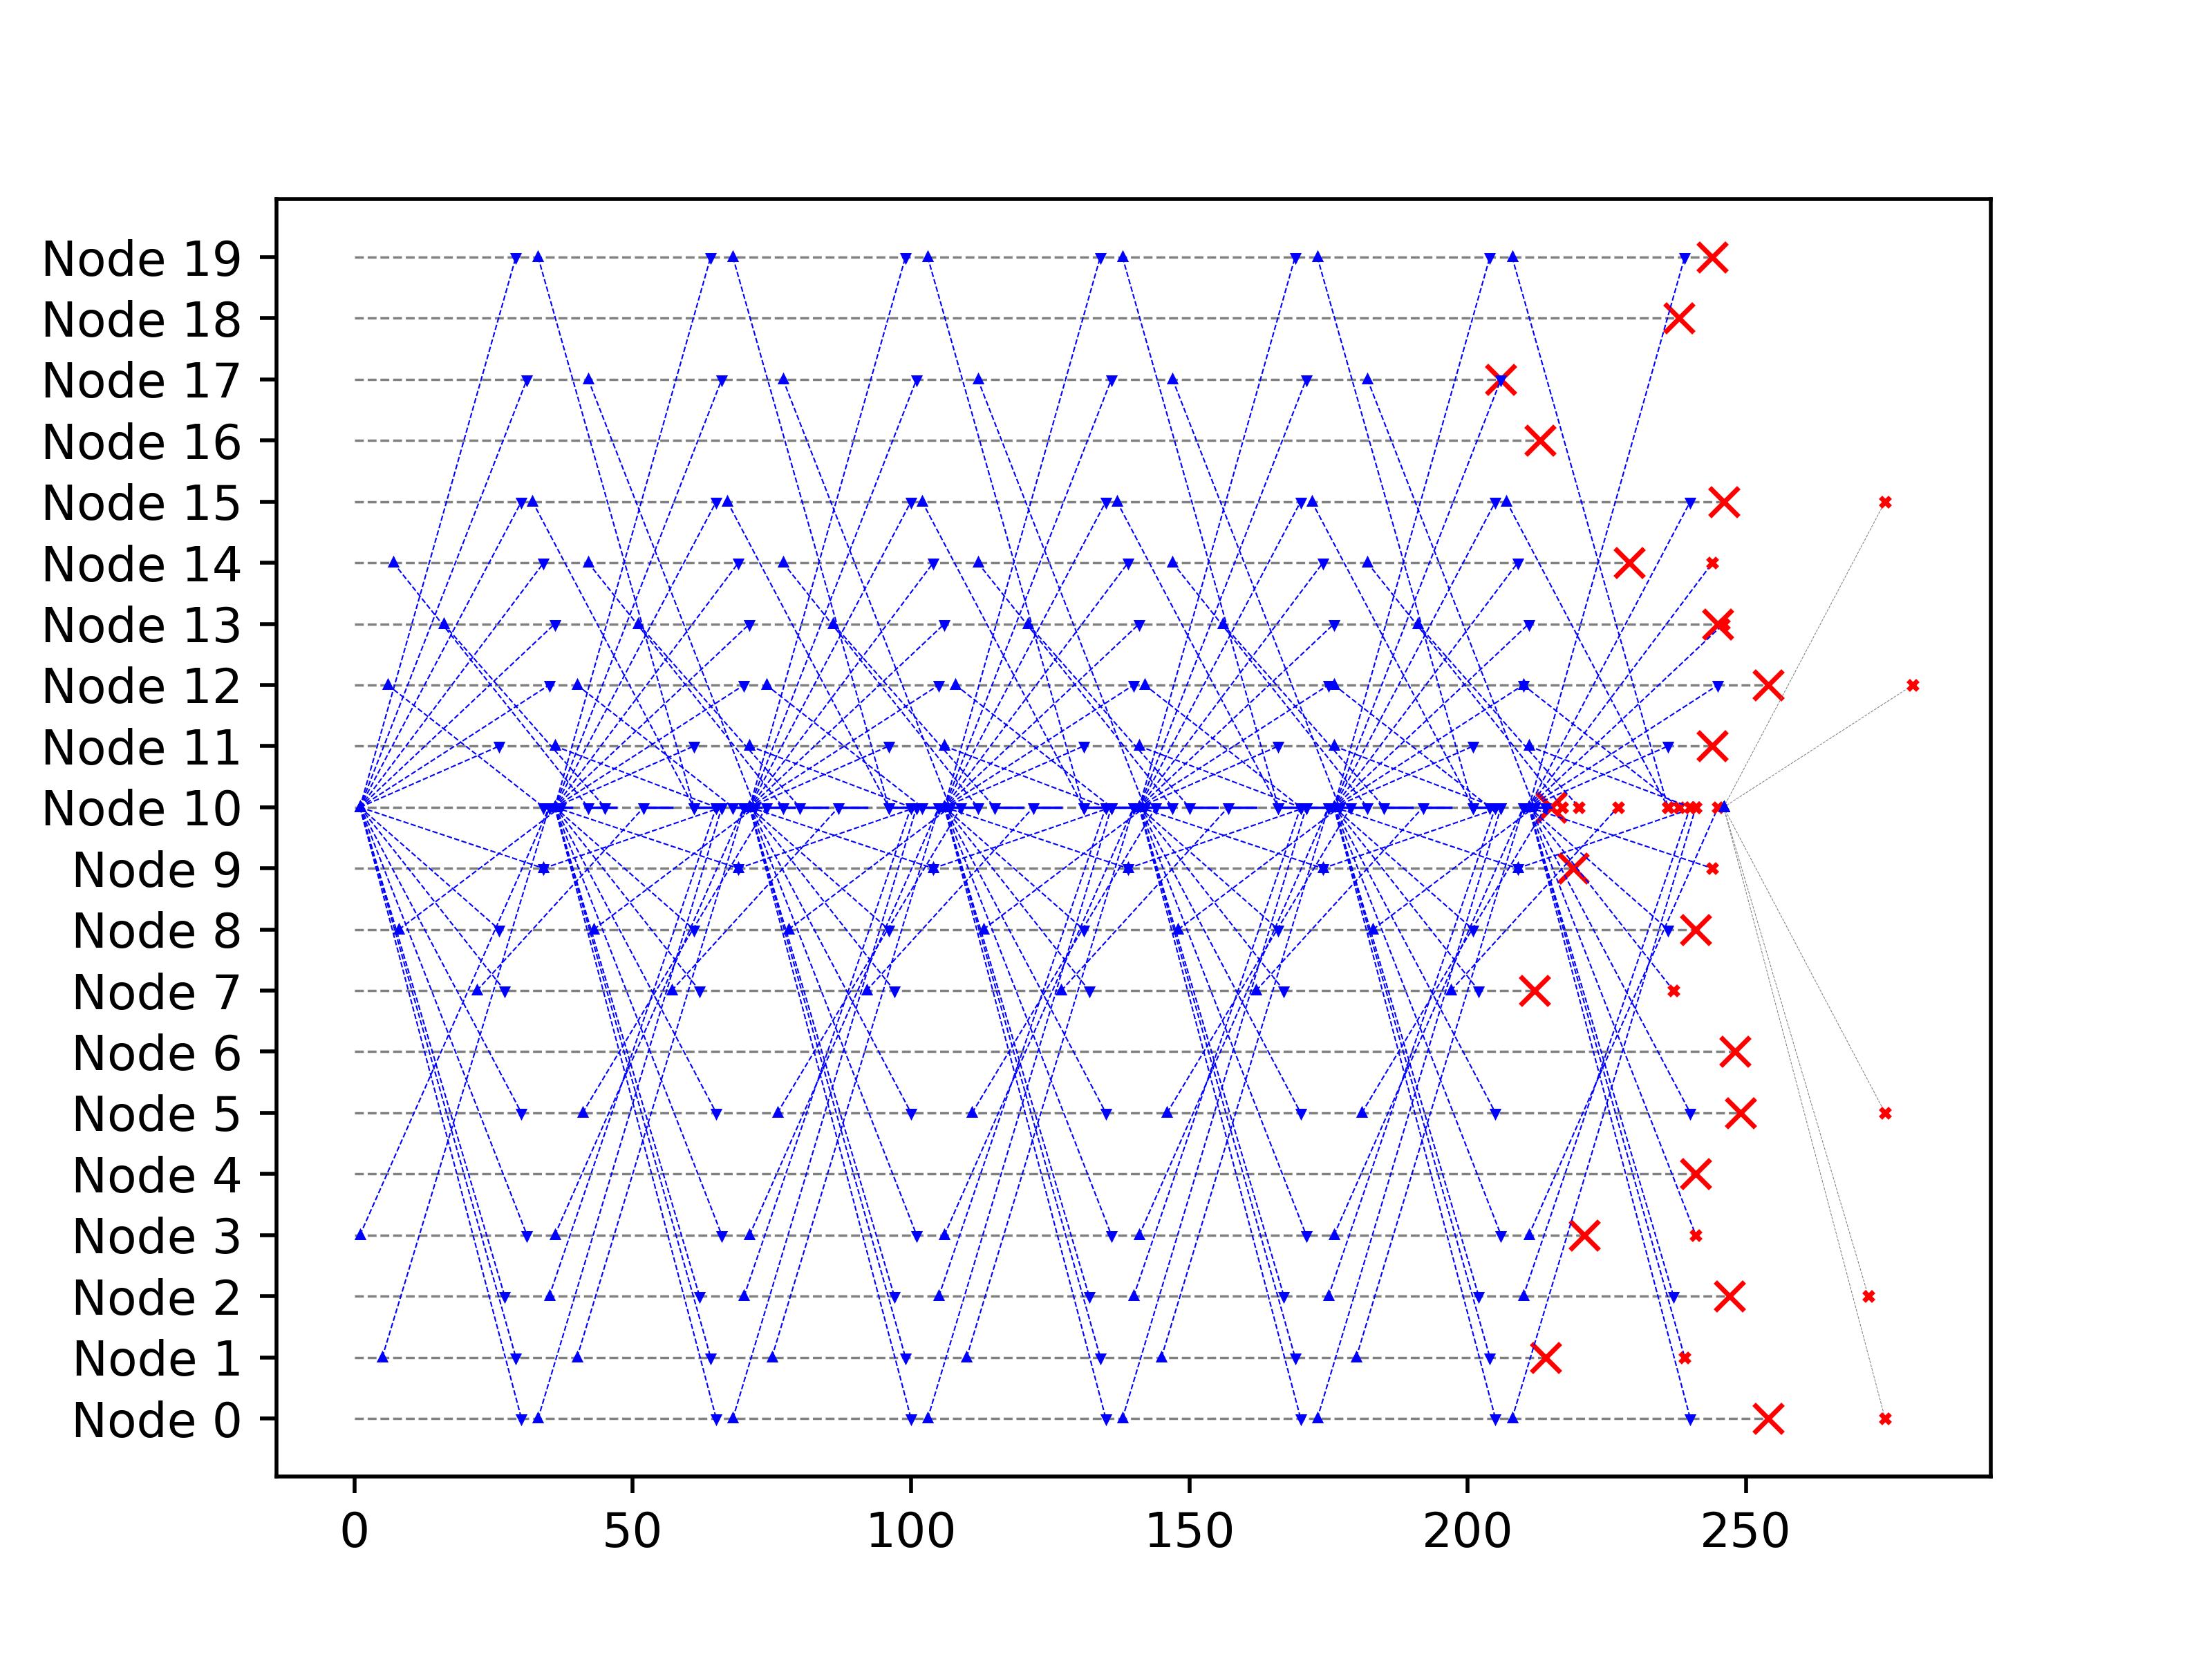 Node 19
Node 18
Node 17
Node 16
Node 15
Node 14
Node 13
Node 12
Node 11
Node 10
Node 9
Node 8
Node 7
Node 6
Node 5
Node 4
Node 3
Node 2
Node 1
Node 0
0 50 100 150 200 250